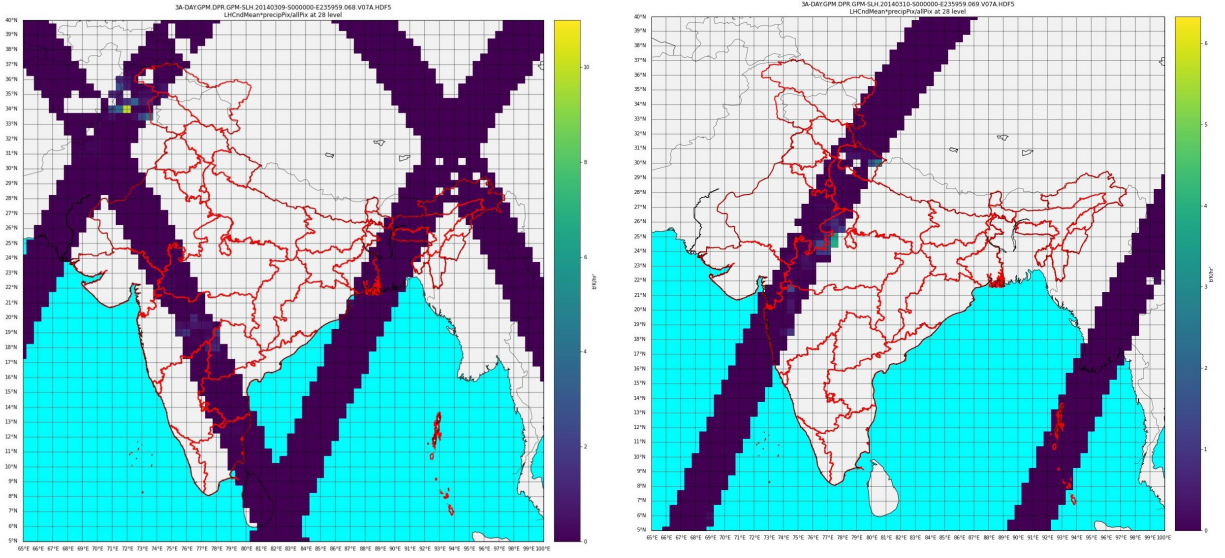 3A-DAY.GPM.DPR.GPM-SLH.20140309-S000000-E235959.068.V07A.HDF5
LHCndMean*precipPix/allPix at 28 level
40°N
39°N
38°N
37°N
36°N
35°N
34°N
33°N
32°N
31°N
30°N
29°N
28°N
27°N
26°N
25°N
24°N
23°N
22°N
21°N
20°N
19°N
18°N
17°N
16°N
15°N
14°N
13°N
12°N
11°N
10°N
9°N
8°N
7°N
6°N
5°N
65°E 66°E 67°E 68°E 69°E 70°E 71°E 72°E 73°E 74°E 75°E 76°E 77°E 78°E 79°E 80°E 81°E 82°E 83°E 84°E 85°E 86°E 87°E 88°E 89°E 90°E 91°E 92°E 93°E 94°E 95°E 96°E 97°E 98°E 99°E 100°E
10
8
6
4
2
0
3A-DAY.GPM.DPR.GPM-SLH.20140310-S000000-E235959.069.V07A.HDF5
LHCndMean*precipPix/allPix at 28 level
40°N
39°N
38°N
37°N
36°N
35°N
34°N
33°N
32°N
31°N
30°N
29°N
28°N
27°N
26°N
25°N
24°N
23°N
22°N
21°N
20°N
19°N
18°N
17°N
16°N
15°N
14°N
13°N
12°N
11°N
10°N
9°N
8°N
7°N
6°N
5°N
65°E 66°E 67°E 68°E 69°E 70°E 71°E 72°E 73°E 74°E 75°E 76°E 77°E 78°E 79°E 80°E 81°E 82°E 83°E 84°E 85°E 86°E 87°E 88°E 89°E 90°E 91°E 92°E 93°E 94°E 95°E 96°E 97°E 98°E 99°E 100°E
6
5
4
3
2
1
0